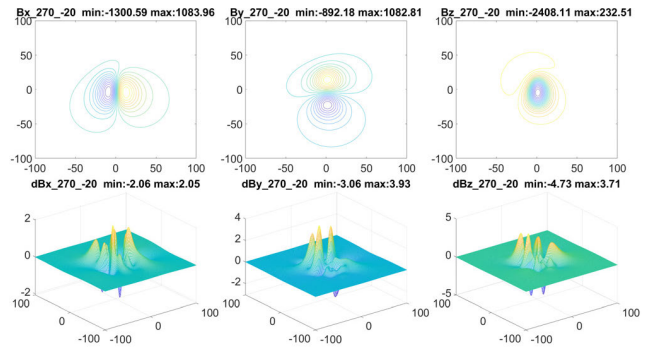 Bx_270_-20 min:-1300.59 max:1083.96
By_270_-20 min:-892.18 max:1082.81
Bz_270_-20 min:-2408.11 max:232.51
100 100 100
50 50 50
0 0 0
-50 -50 -50
-100 -100 -100
-100 -50 0 50 100 -100 -50 0 50 100 -100 -50 0 50 100
dBx_270_-20 min:-2.06 max:2.05
dBy_270_-20 min:-3.06 max:3.93
dBz_270_-20 min:-4.73 max:3.71
2 4 5
2
0 0 0
-2 -2 -5
100 100 100 100 100 100
0 0 0 0 0 0
-100 -100 -100 -100 -100 -100